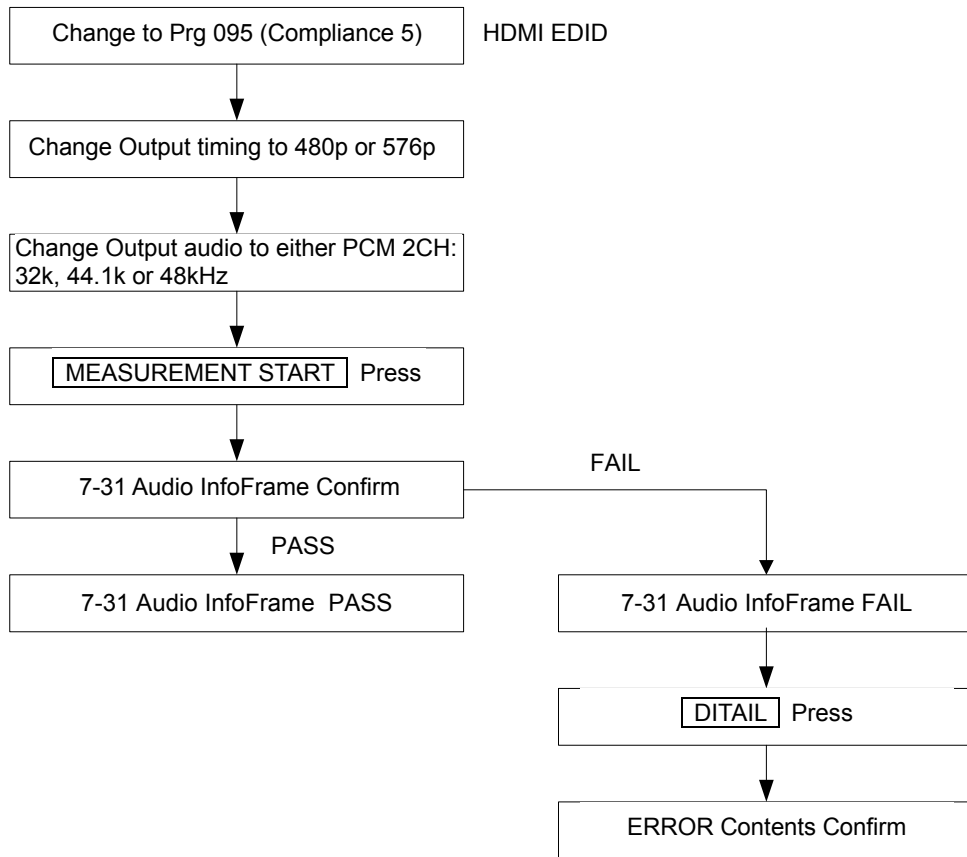 Change to Prg 095 (Compliance 5)
HDMI EDID
Change Output timing to 480p or 576p
Change Output audio to either PCM 2CH:
32k, 44.1k or 48kHz
MEASUREMENT START Press
7-31 Audio InfoFrame Confirm
FAIL
PASS
7-31 Audio InfoFrame PASS
7-31 Audio InfoFrame FAIL
DITAIL Press
ERROR Contents Confirm